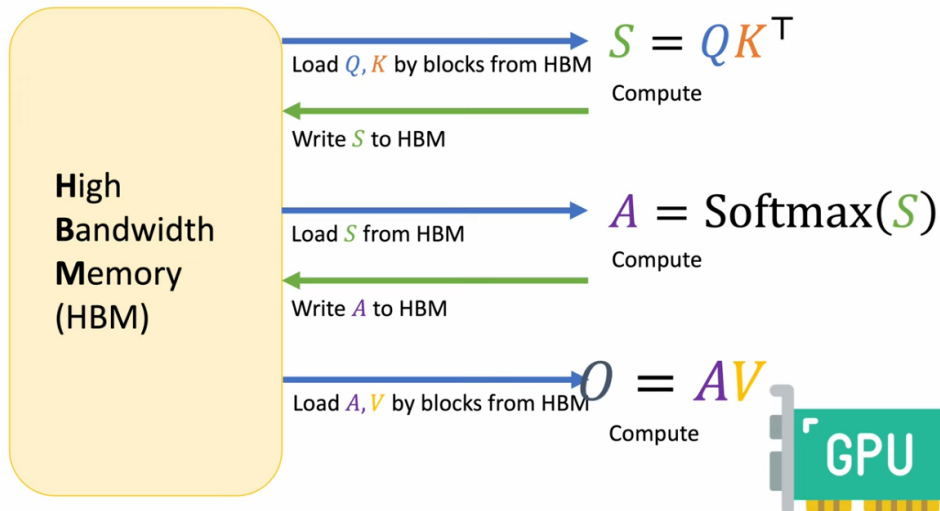 High
Bandwidth
Memory
(HBM)
Load Q, K by blocks from HBM
S = QK⊤
Compute
Write S to HBM
Load S from HBM
A = Softmax(S)
Compute
Write A to HBM
Load A, V by blocks from HBM
O = AV
Compute
GPU